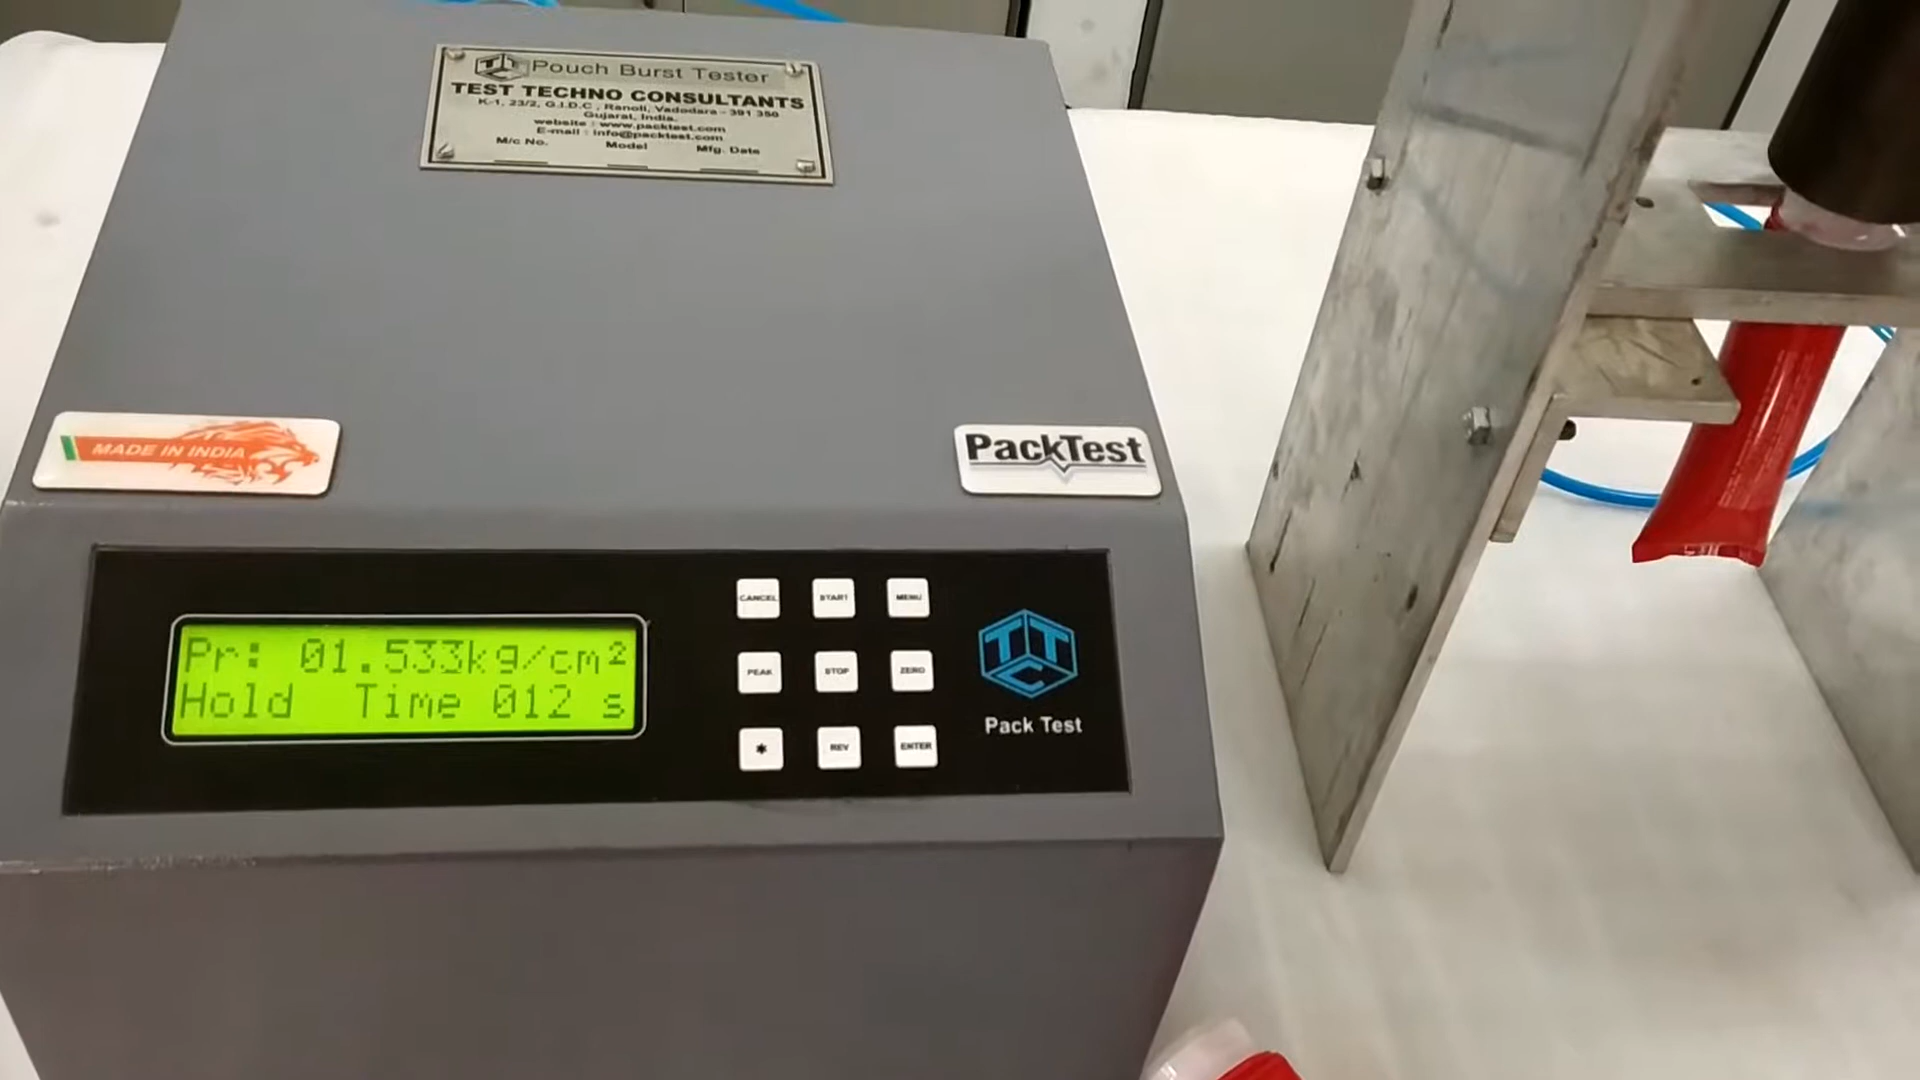 TTC Pouch Burst Tester
TEST TECHNO CONSULTANTS
K-1, 23/2, G.I.D.C , Ranoli, Vadodara - 391 350
Gujarat, India.
website : www.packtest.com
E-mail : info@packtest.com
M/c No. Model Mfg. Date
MADE IN INDIA
PackTest
Pr: 01.533kg/cm²
Hold Time 012 s
CANCEL START MENU
PEAK STOP ZERO
* REV ENTER
TTC
Pack Test